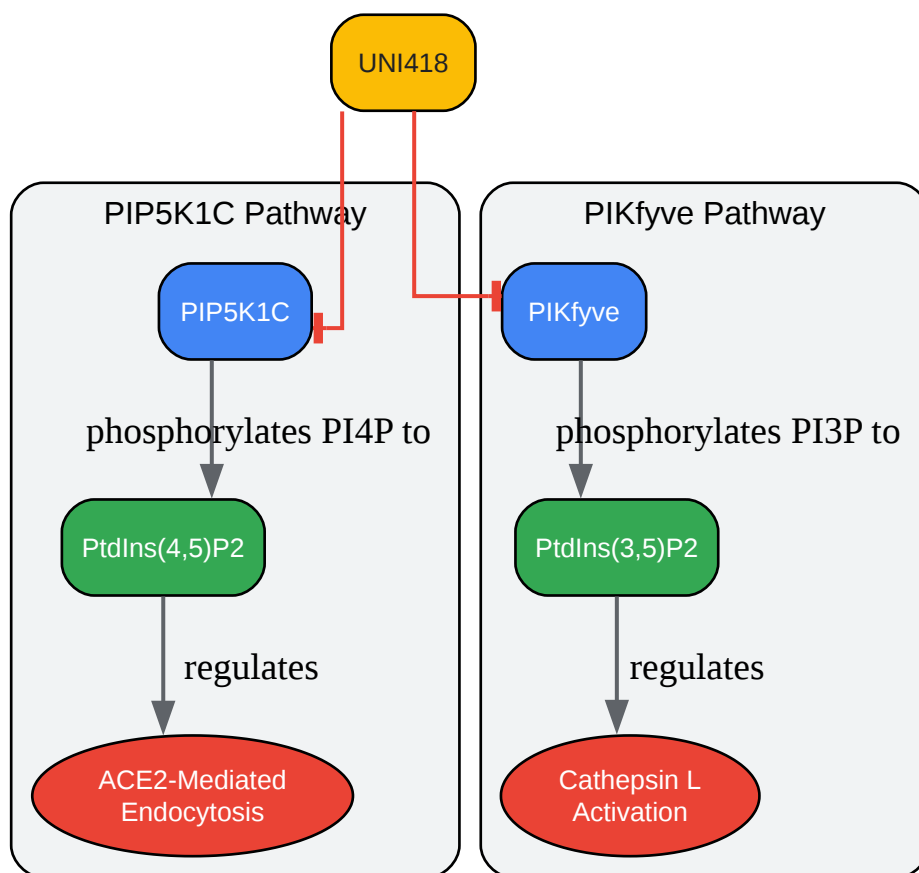 UNI418
PIP5K1C Pathway
PIP5K1C
phosphorylates PI4P to
PtdIns(4,5)P2
regulates
ACE2-Mediated
Endocytosis
PIKfyve Pathway
PIKfyve
phosphorylates PI3P to
PtdIns(3,5)P2
regulates
Cathepsin L
Activation